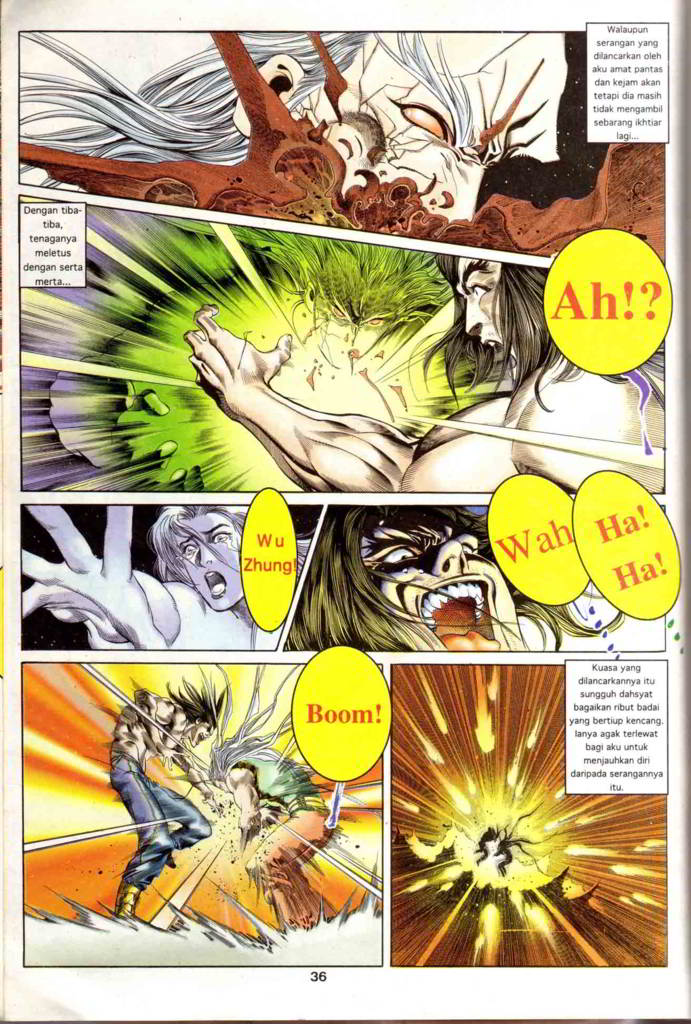 Walaupun
serangan yang
dilancarkan oleh
aku amat pantas
dan kejam akan
tetapi dia masih
tidak mengambil
sebarang ikhtiar
lagi...
Dengan tiba-
tiba,
tenaganya
meletus
dengan serta
merta...
Ah!?
Wu
Zhung!
Wah
Ha!
Ha!
Boom!
Kuasa yang
dilancarkannya itu
sungguh dahsyat
bagaikan ribut badai
yang bertiup kencang.
Ianya agak terlewat
bagi aku untuk
menjauhkan diri
daripada serangannya
itu.
36